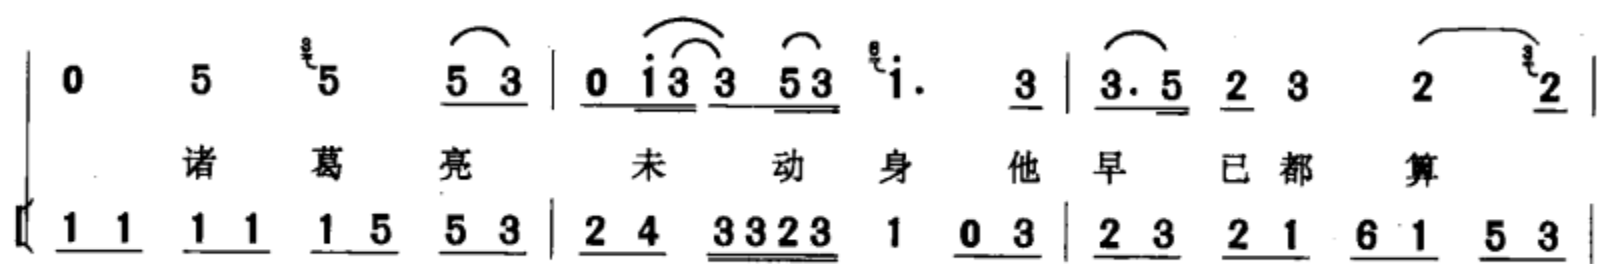 0 5 5 5 3 | 0 i 3 3 5 3 i. 3 | 3. 5 2 3 2 2 |
诸 葛 亮 未 动 身 他 早 已 都 算
1 1 1 1 1 5 5 3 | 2 4 3 3 2 3 1 0 3 | 2 3 2 1 6 1 5 3 |